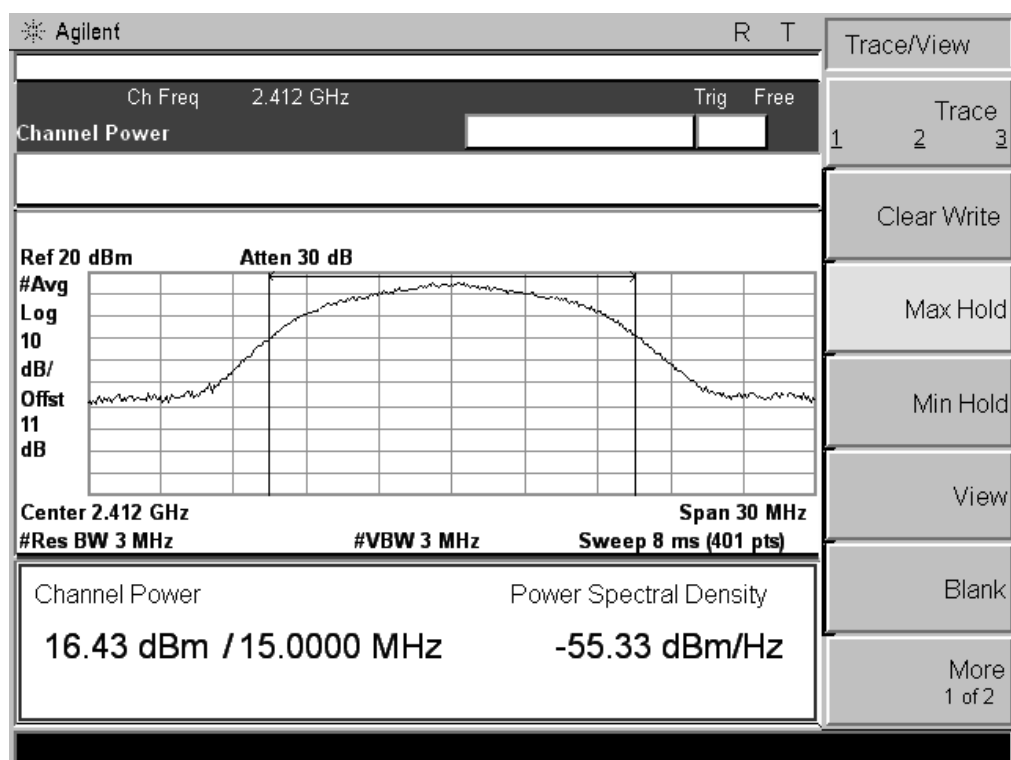 Agilent R T
Trace/View
Ch Freq 2.412 GHz Trig Free
Channel Power
Trace
1 2 3
Clear Write
Ref 20 dBm Atten 30 dB
#Avg
Log
10
dB/
Offst
11
dB
Max Hold
Min Hold
Center 2.412 GHz Span 30 MHz
#Res BW 3 MHz #VBW 3 MHz Sweep 8 ms (401 pts)
View
Channel Power Power Spectral Density
16.43 dBm / 15.0000 MHz -55.33 dBm/Hz
Blank
More
1 of 2